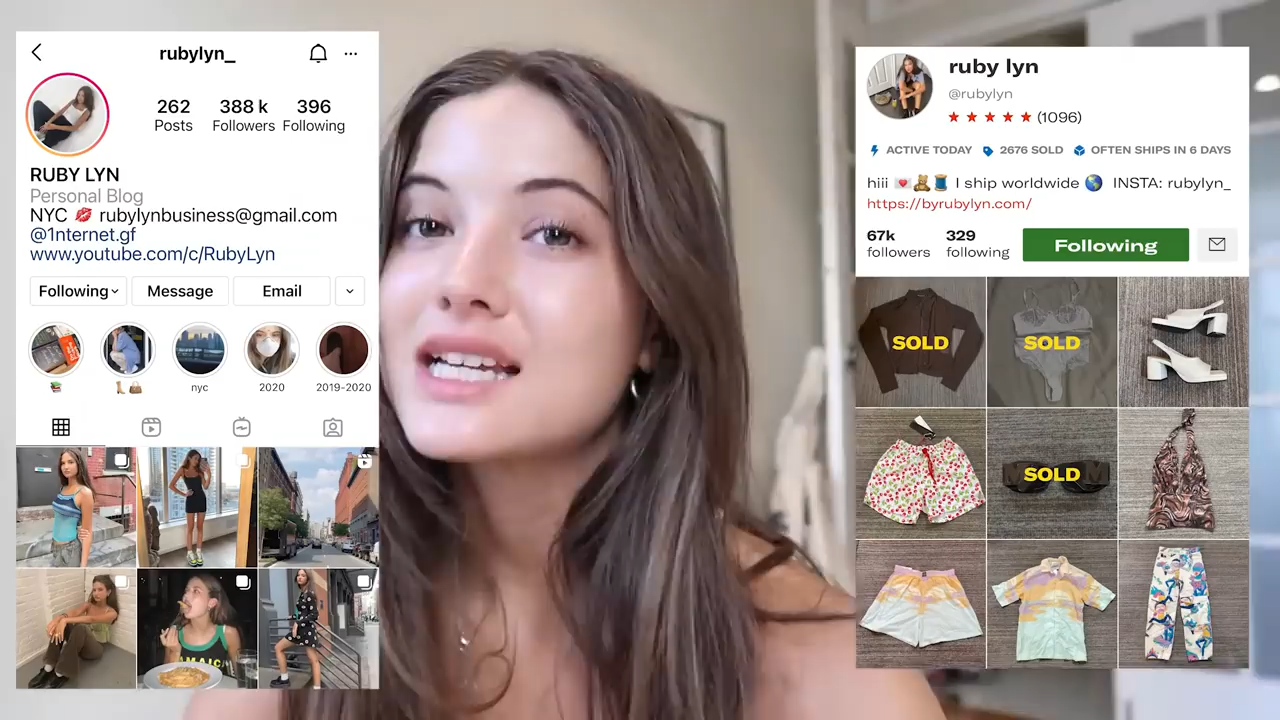 rubylyn_
262
388 k
396
Posts
Followers
Following
RUBY LYN
Personal Blog
NYC 💋 rubylynbusiness@gmail.com
@1nternet.gf
www.youtube.com/c/RubyLyn
Following
Message
Email
📚
👢👜
nyc
2020
2019-2020
ruby lyn
@rubylyn
★★★★★ (1096)
ACTIVE TODAY
2676 SOLD
OFTEN SHIPS IN 6 DAYS
hiii 💌🧸🧵 I ship worldwide 🌎 INSTA: rubylyn_
https://byrubylyn.com/
67k
followers
329
following
Following
SOLD
SOLD
SOLD